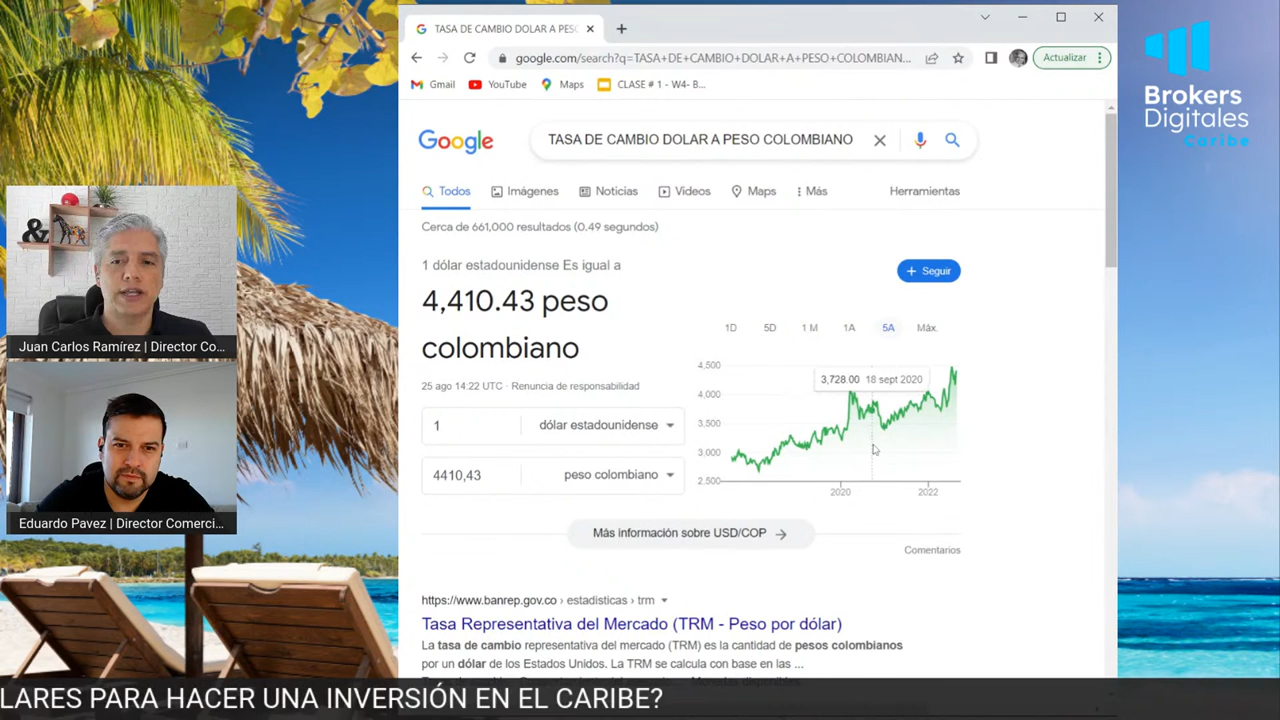 TASA DE CAMBIO DOLAR A PESO
google.com/search?q=TASA+DE+CAMBIO+DOLAR+A+PESO+COLOMBIAN...
Actualizar
Gmail
YouTube
Maps
CLASE # 1 - W4- B...
Brokers
Digitales
Caribe
Google
TASA DE CAMBIO DOLAR A PESO COLOMBIANO
Todos
Imágenes
Noticias
Videos
Maps
Más
Herramientas
Cerca de 661,000 resultados (0.49 segundos)
1 dólar estadounidense Es igual a
4,410.43 peso
colombiano
+ Seguir
25 ago 14:22 UTC · Renuncia de responsabilidad
1 dólar estadounidense
4410,43 peso colombiano
1D 5D 1 M 1A 5A Máx.
4,500
4,000
3,500
3,000
2,500
3,728.00 18 sept 2020
2020 2022
Más información sobre USD/COP
Comentarios
https://www.banrep.gov.co › estadisticas › trm
Tasa Representativa del Mercado (TRM - Peso por dólar)
La tasa de cambio representativa del mercado (TRM) es la cantidad de pesos colombianos
por un dólar de los Estados Unidos. La TRM se calcula con base en las ...
&
Juan Carlos Ramírez | Director Co...
Eduardo Pavez | Director Comerci...
LARES PARA HACER UNA INVERSIÓN EN EL CARIBE?